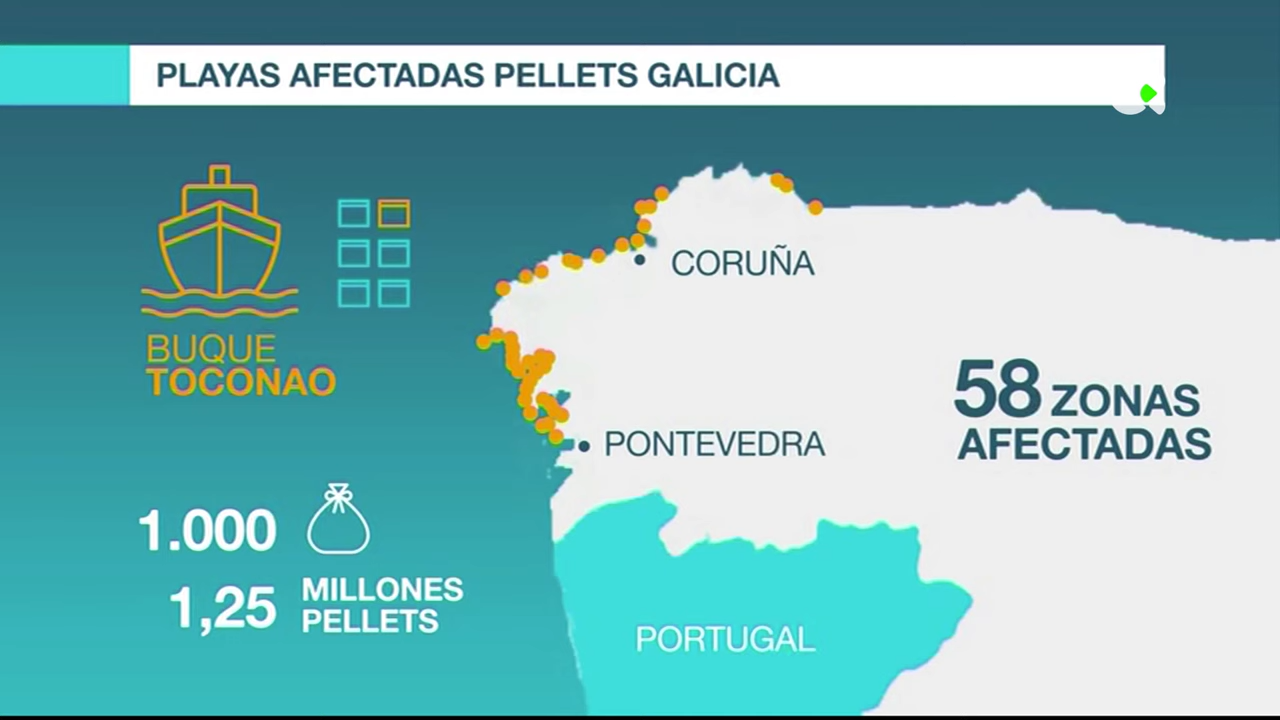 PLAYAS AFECTADAS PELLETS GALICIA
BUQUE
TOCONAO
CORUÑA
PONTEVEDRA
58 ZONAS
AFECTADAS
1.000
1,25 MILLONES
PELLETS
PORTUGAL